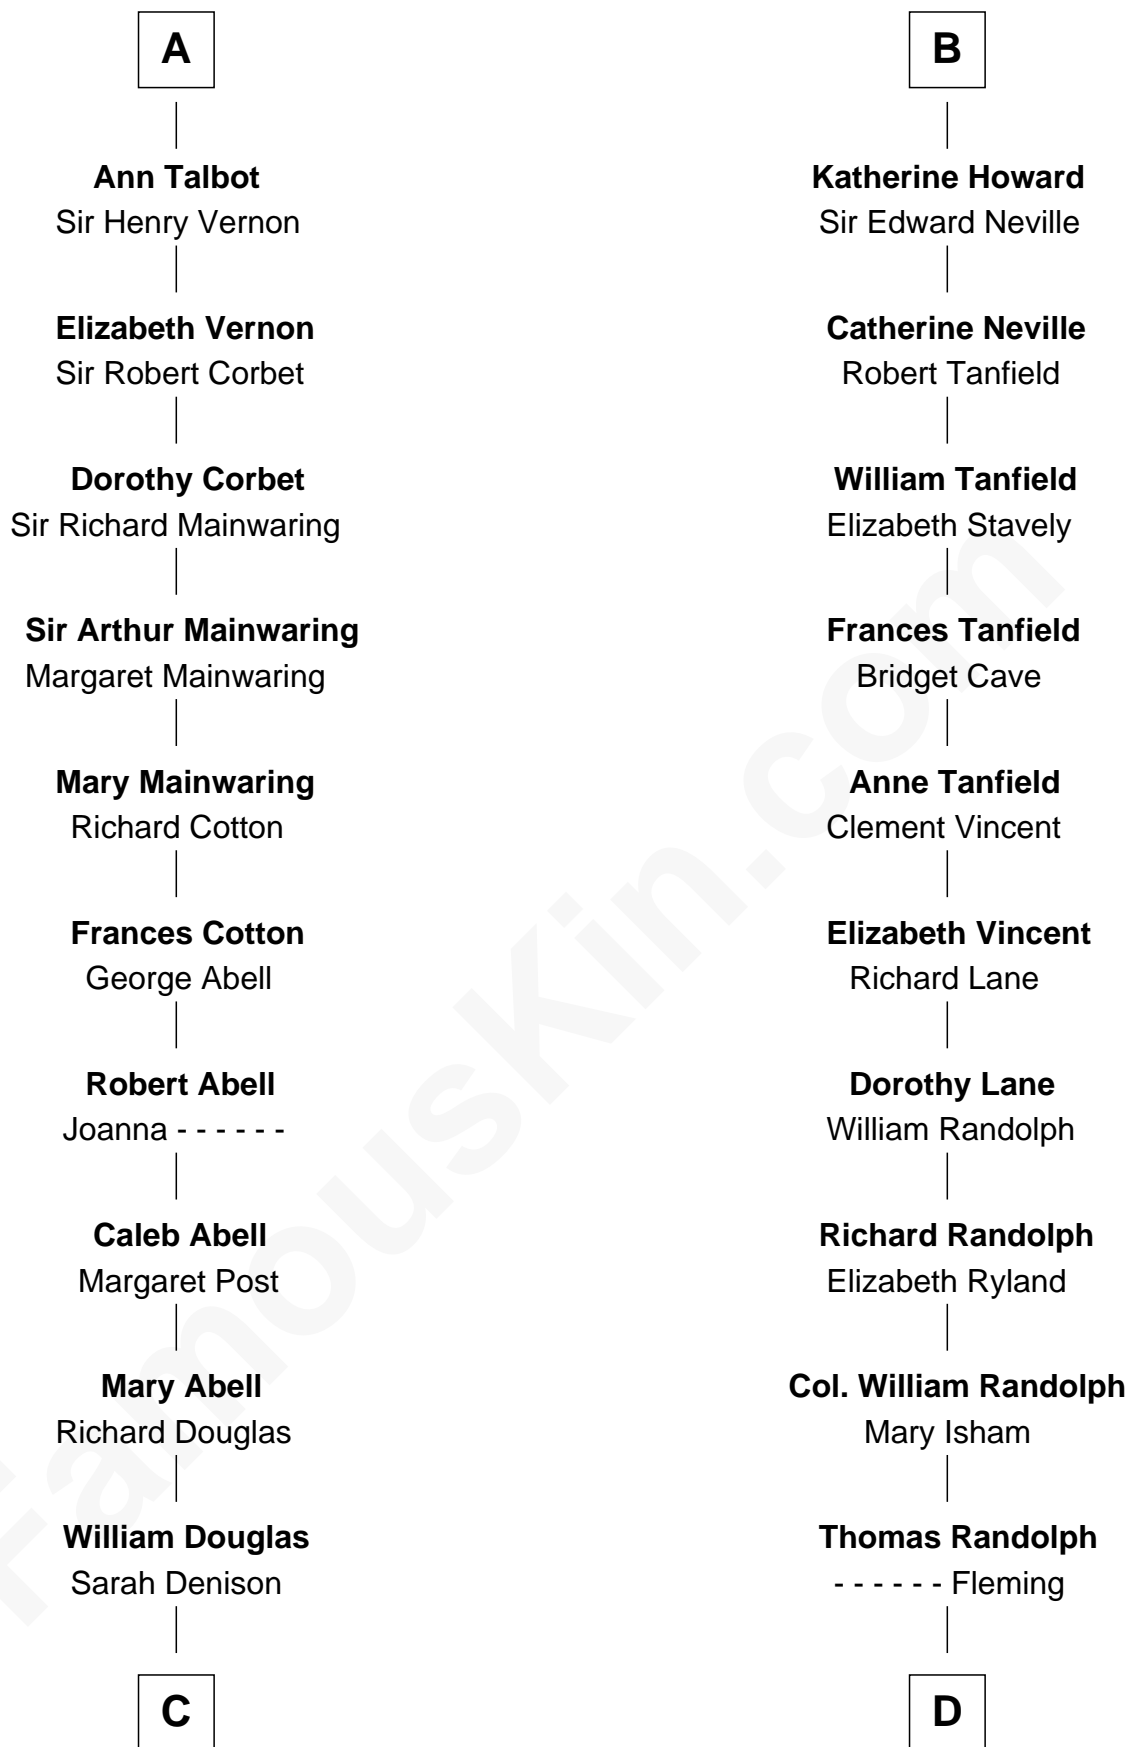 A
Ann Talbot
Sir Henry Vernon
Elizabeth Vernon
Sir Robert Corbet
Dorothy Corbet
Sir Richard Mainwaring
Sir Arthur Mainwaring
Margaret Mainwaring
Mary Mainwaring
Richard Cotton
Frances Cotton
George Abell
Robert Abell
Joanna - - - - - -
Caleb Abell
Margaret Post
Mary Abell
Richard Douglas
William Douglas
Sarah Denison
C
B
Katherine Howard
Sir Edward Neville
Catherine Neville
Robert Tanfield
William Tanfield
Elizabeth Stavely
Frances Tanfield
Bridget Cave
Anne Tanfield
Clement Vincent
Elizabeth Vincent
Richard Lane
Dorothy Lane
William Randolph
Richard Randolph
Elizabeth Ryland
Col. William Randolph
Mary Isham
Thomas Randolph
- - - - - - Fleming
D
FamousKin.com